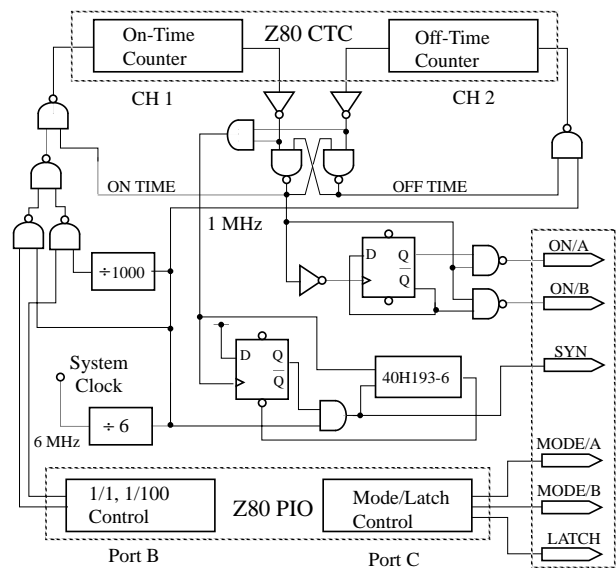 Z80 CTC
On-Time
Counter
Off-Time
Counter
CH 1
CH 2
ON TIME
OFF TIME
1 MHz
÷1000
D
Q
Q
ON/A
ON/B
SYN
System
Clock
D
Q
Q
40H193-6
6 MHz
÷ 6
MODE/A
MODE/B
LATCH
1/1, 1/100
Control
Z80 PIO
Mode/Latch
Control
Port B
Port C